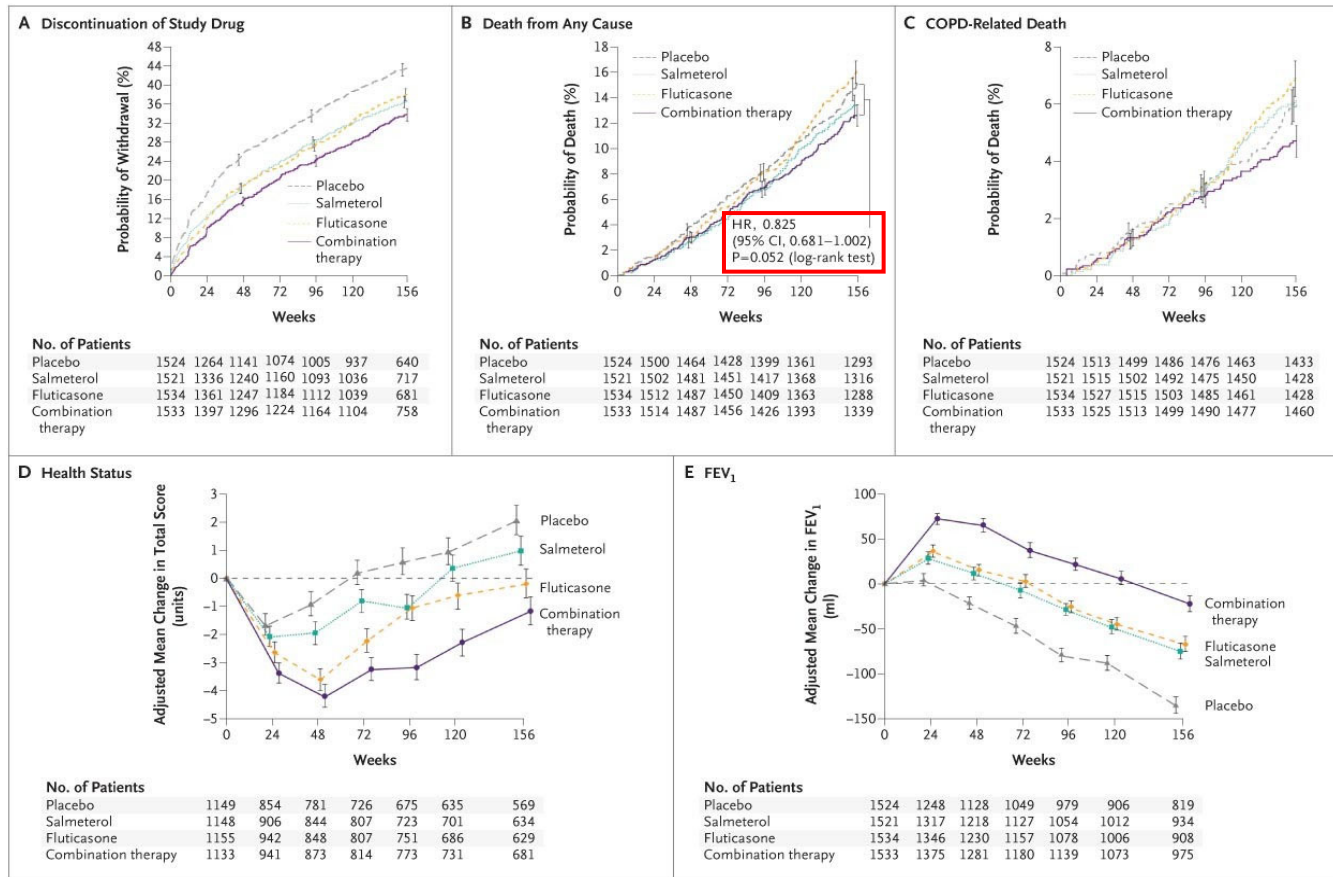 A Discontinuation of Study Drug
Probability of Withdrawal (%)
48
44
40
36
32
28
24
20
16
12
8
4
0
Placebo
Salmeterol
Fluticasone
Combination
therapy
0 24 48 72 96 120 156
Weeks
No. of Patients
Placebo 1524 1264 1141 1074 1005 937 640
Salmeterol 1521 1336 1240 1160 1093 1036 717
Fluticasone 1534 1361 1247 1184 1112 1039 681
Combination 1533 1397 1296 1224 1164 1104 758
therapy
B Death from Any Cause
Probability of Death (%)
18
16
14
12
10
8
6
4
2
0
Placebo
Salmeterol
Fluticasone
Combination therapy
HR, 0.825
(95% CI, 0.681–1.002)
P=0.052 (log-rank test)
0 24 48 72 96 120 156
Weeks
No. of Patients
Placebo 1524 1500 1464 1428 1399 1361 1293
Salmeterol 1521 1502 1481 1451 1417 1368 1316
Fluticasone 1534 1512 1487 1450 1409 1363 1288
Combination 1533 1514 1487 1456 1426 1393 1339
therapy
C COPD-Related Death
Probability of Death (%)
8
6
4
2
0
Placebo
Salmeterol
Fluticasone
Combination therapy
0 24 48 72 96 120 156
Weeks
No. of Patients
Placebo 1524 1513 1499 1486 1476 1463 1433
Salmeterol 1521 1515 1502 1492 1475 1450 1428
Fluticasone 1534 1527 1515 1503 1485 1461 1428
Combination 1533 1525 1513 1499 1490 1477 1460
therapy
D Health Status
Adjusted Mean Change in Total Score
(units)
3
2
1
0
−1
−2
−3
−4
−5
Placebo
Salmeterol
Fluticasone
Combination
therapy
0 24 48 72 96 120 156
Weeks
No. of Patients
Placebo 1149 854 781 726 675 635 569
Salmeterol 1148 906 844 807 723 701 634
Fluticasone 1155 942 848 807 751 686 629
Combination therapy 1133 941 873 814 773 731 681
E FEV1
Adjusted Mean Change in FEV1
(ml)
100
50
0
−50
−100
−150
Combination
therapy
Fluticasone
Salmeterol
Placebo
0 24 48 72 96 120 156
Weeks
No. of Patients
Placebo 1524 1248 1128 1049 979 906 819
Salmeterol 1521 1317 1218 1127 1054 1012 934
Fluticasone 1534 1346 1230 1157 1078 1006 908
Combination therapy 1533 1375 1281 1180 1139 1073 975